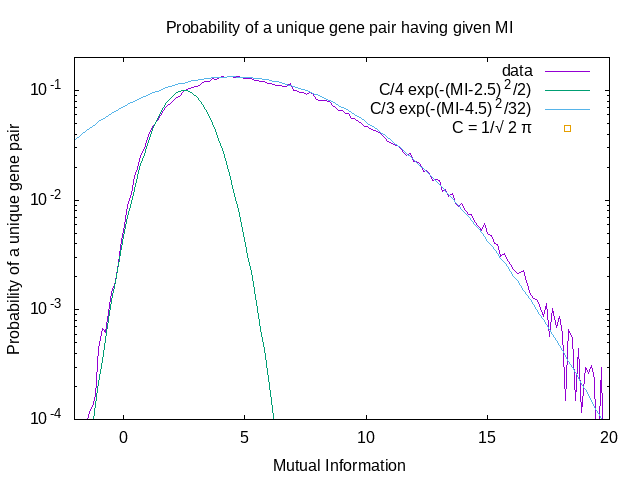 Probability of a unique gene pair having given MI
Probability of a unique gene pair
10^-1
10^-2
10^-3
10^-4
data
C/4 exp(-(MI-2.5)^2/2)
C/3 exp(-(MI-4.5)^2/32)
C = 1/√ 2 π
0 5 10 15 20
Mutual Information